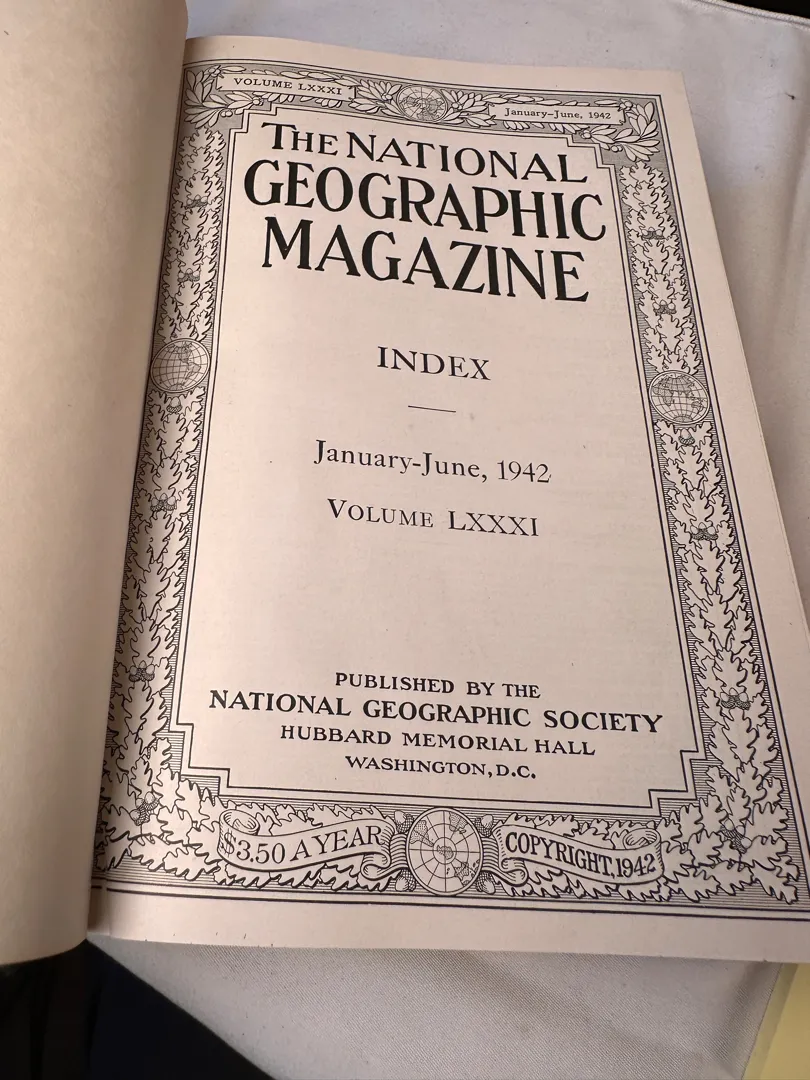 VOLUME LXXXI
January-June, 1942
THE NATIONAL
GEOGRAPHIC
MAGAZINE
INDEX
January-June, 1942
VOLUME LXXXI
PUBLISHED BY THE
NATIONAL GEOGRAPHIC SOCIETY
HUBBARD MEMORIAL HALL
WASHINGTON, D.C.
$3.50 A YEAR
COPYRIGHT, 1942